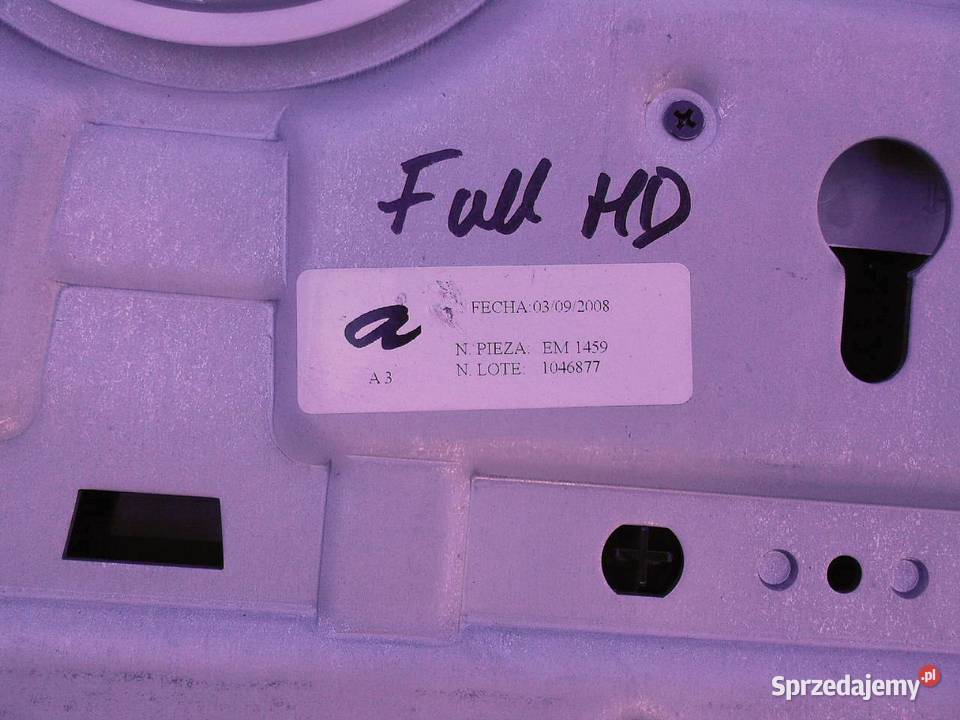 Full HD
a
FECHA:03/09/2008
N. PIEZA: EM 1459
N. LOTE: 1046877
A 3
Sprzedajemy.pl